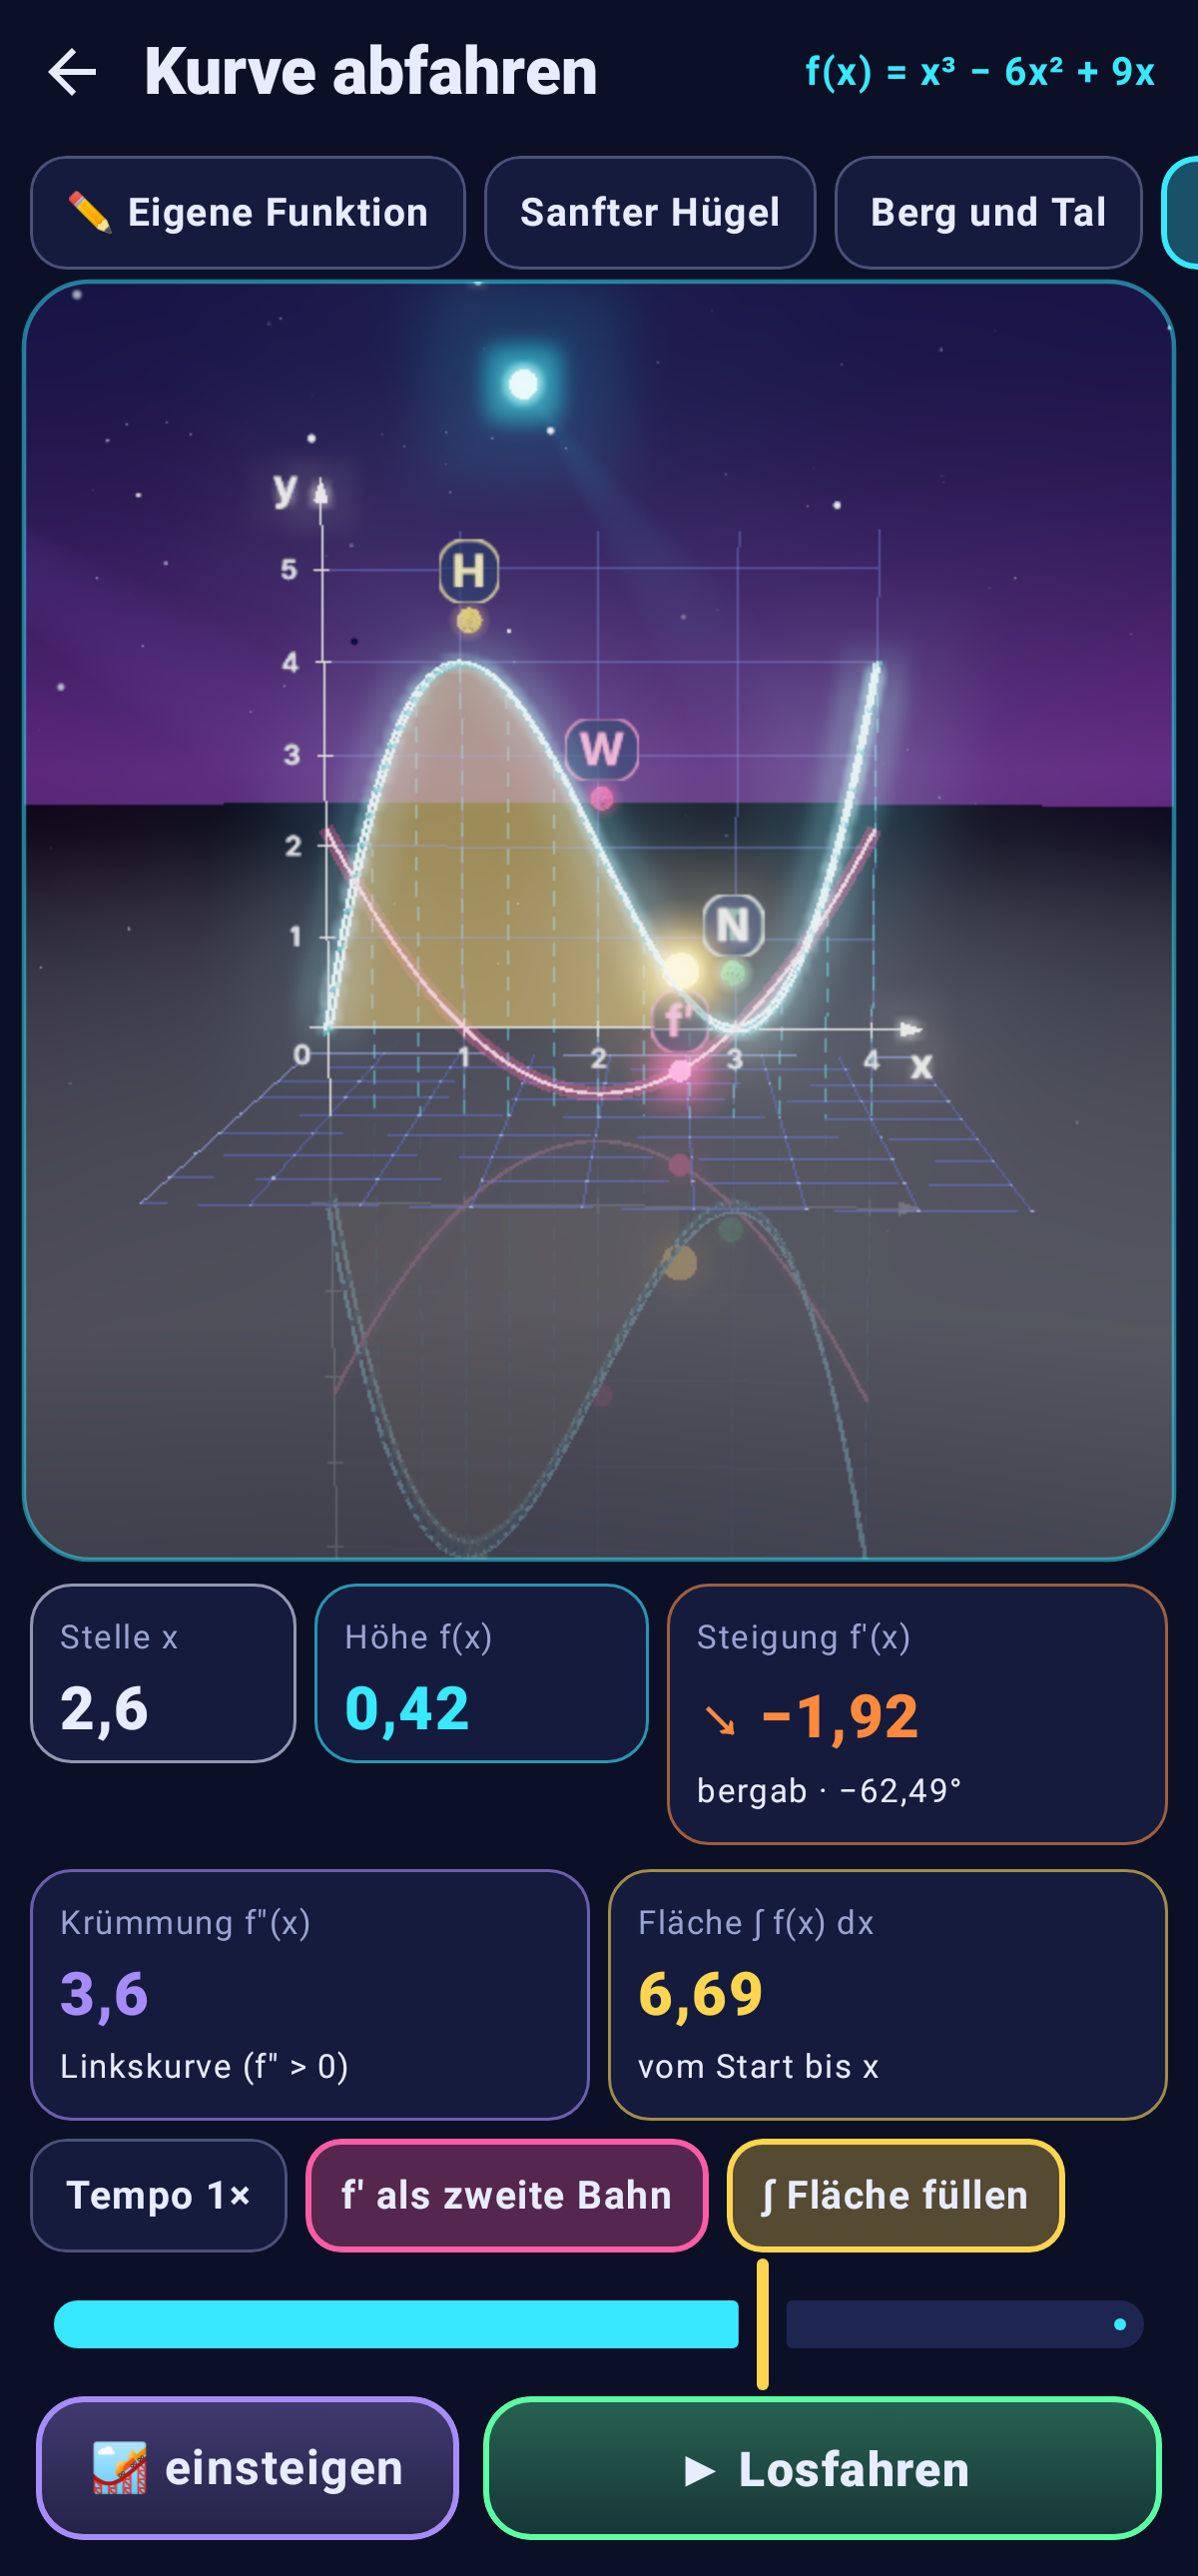 Kurve abfahren
f(x) = x³ − 6x² + 9x
✏️ Eigene Funktion
Sanfter Hügel
Berg und Tal
y
5
H
4
W
3
2
N
1
f'
0
1
2
3
4
x
Stelle x
2,6
Höhe f(x)
0,42
Steigung f'(x)
↘ −1,92
bergab · −62,49°
Krümmung f"(x)
3,6
Linkskurve (f" > 0)
Fläche ∫ f(x) dx
6,69
vom Start bis x
Tempo 1×
f' als zweite Bahn
∫ Fläche füllen
🎢 einsteigen
▶ Losfahren